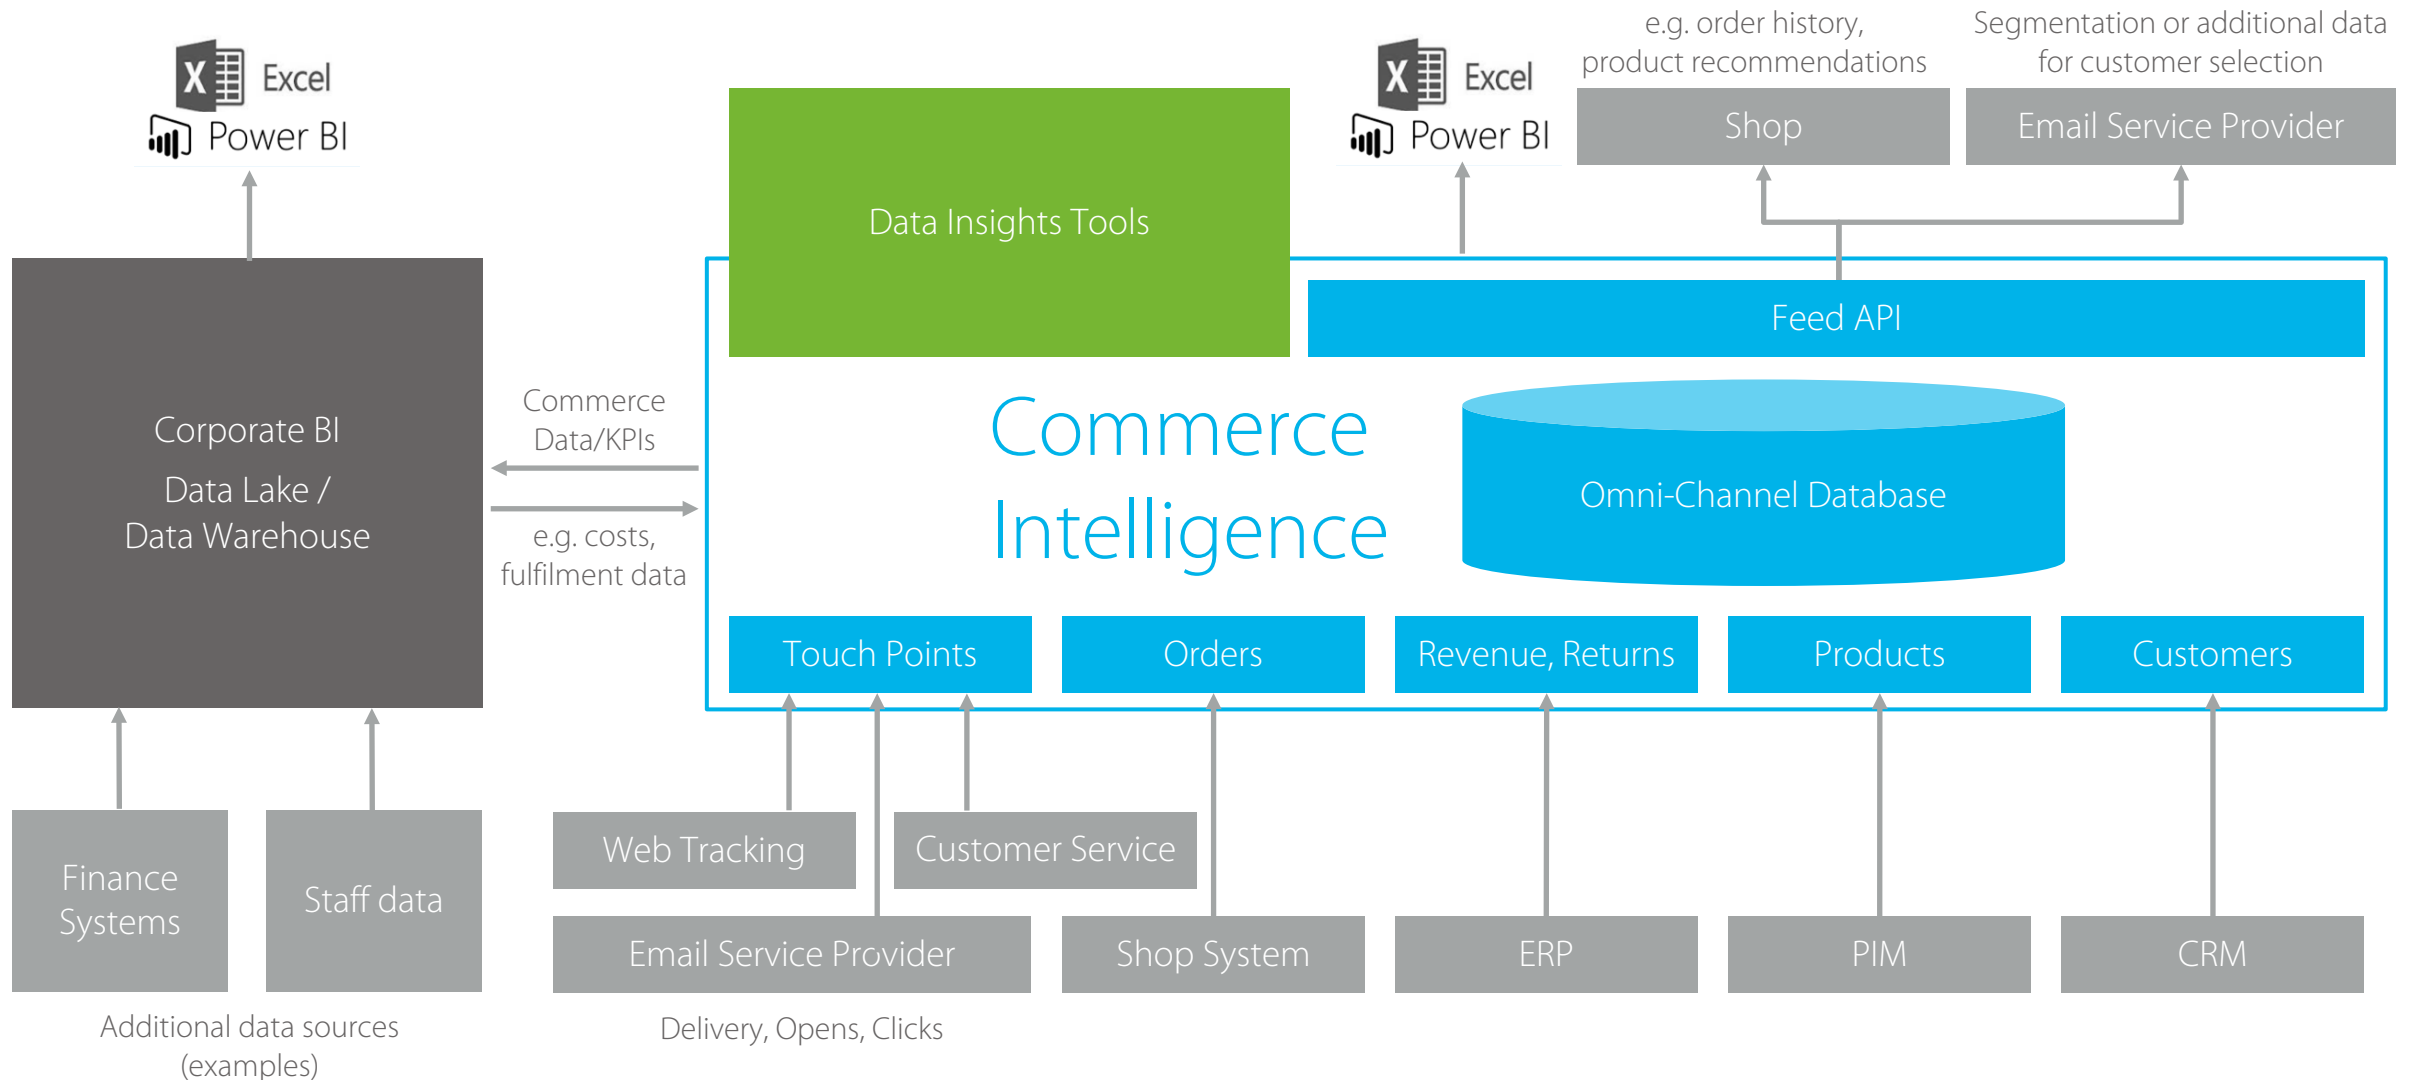 Excel
Power BI
Excel
Power BI
e.g. order history,
product recommendations
Segmentation or additional data
for customer selection
Shop
Email Service Provider
Data Insights Tools
Feed API
Corporate BI
Data Lake /
Data Warehouse
Commerce
Data/KPIs
e.g. costs,
fulfilment data
Commerce
Intelligence
Omni-Channel Database
Touch Points
Orders
Revenue, Returns
Products
Customers
Finance
Systems
Staff data
Web Tracking
Customer Service
Email Service Provider
Shop System
ERP
PIM
CRM
Additional data sources
(examples)
Delivery, Opens, Clicks